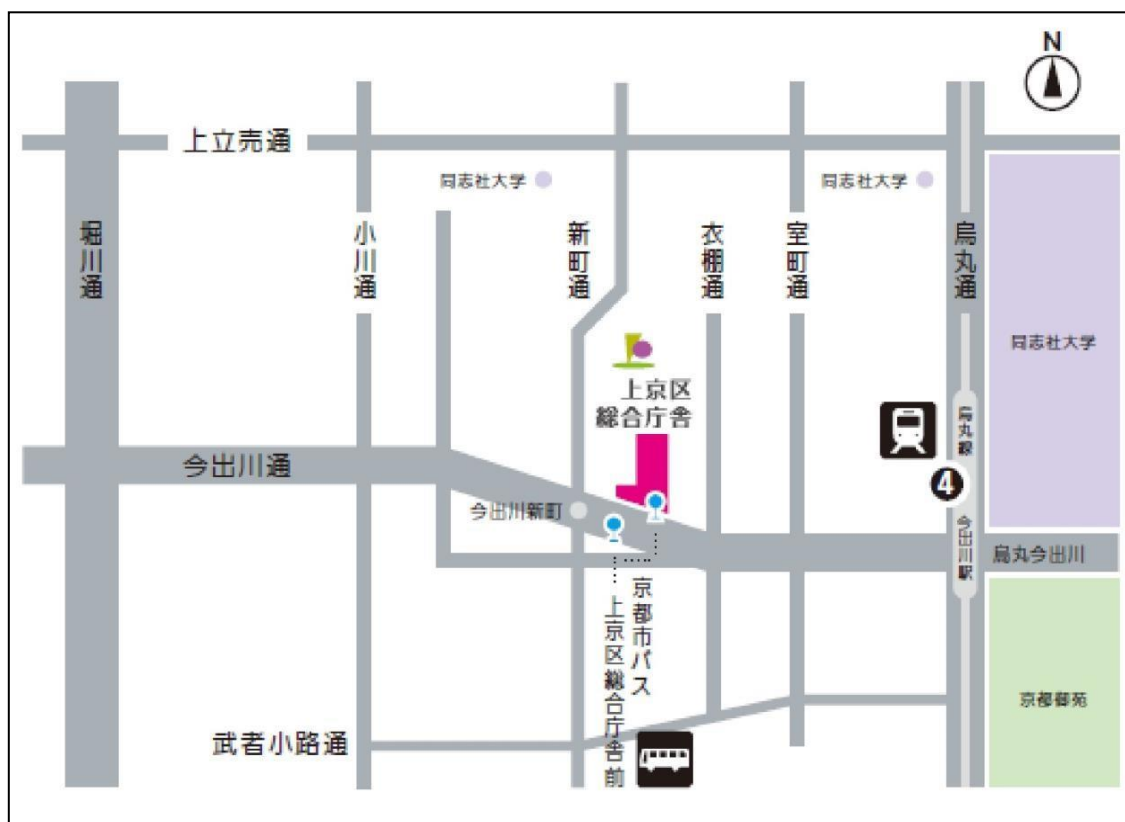 N
上立売通
同志社大学
同志社大学
堀川通
小川通
新町通
衣棚通
室町通
烏丸通
同志社大学
上京区
総合庁舎
烏丸線 今出川駅
4
今出川通
今出川新町
烏丸今出川
京都市バス
上京区総合庁舎前
京都御苑
武者小路通